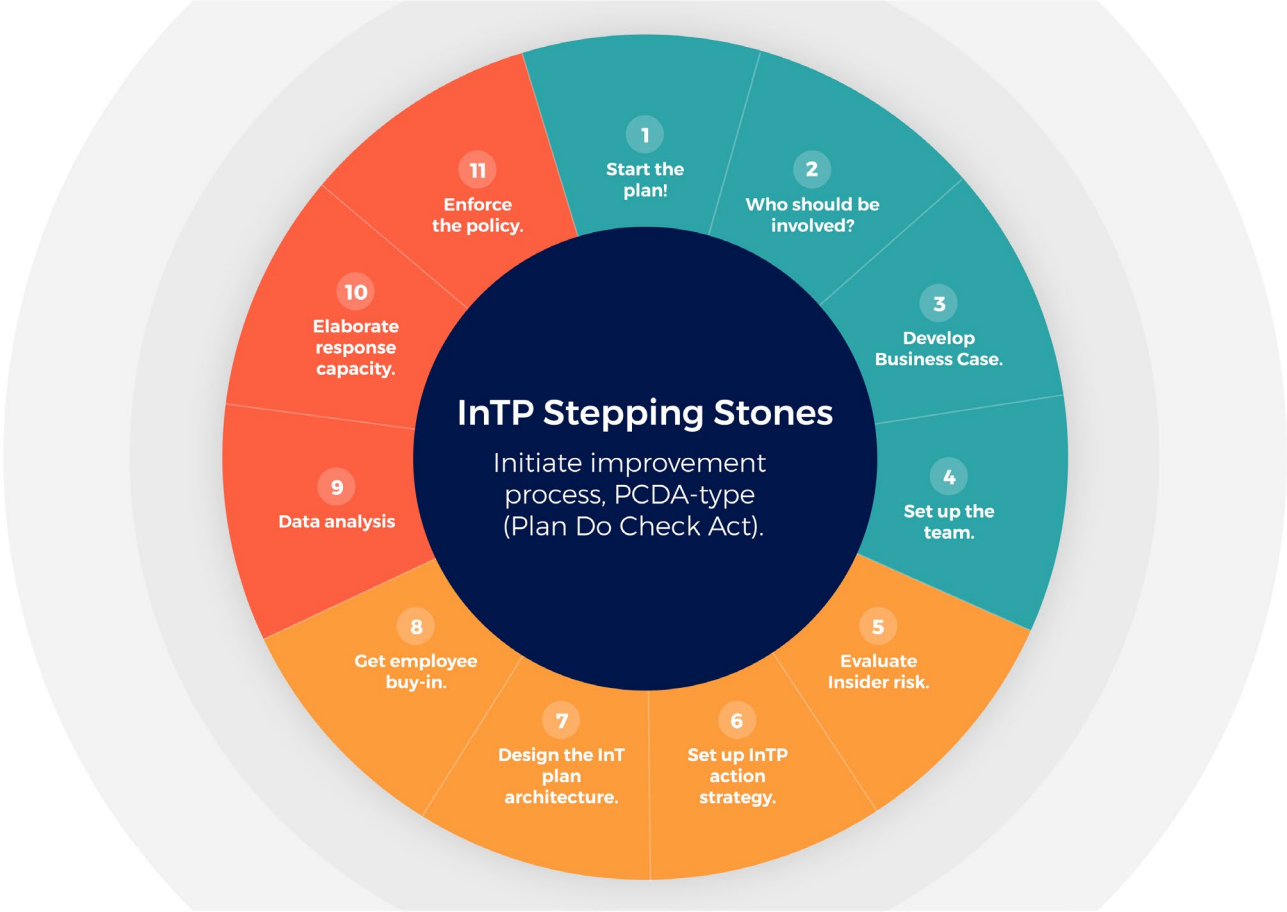 InTP Stepping Stones
Initiate improvement
process, PCDA-type
(Plan Do Check Act).
1
Start the
plan!
2
Who should be
involved?
3
Develop
Business Case.
4
Set up the
team.
5
Evaluate
Insider risk.
6
Set up InTP
action
strategy.
7
Design the InT
plan
architecture.
8
Get employee
buy-in.
9
Data analysis
10
Elaborate
response
capacity.
11
Enforce
the policy.